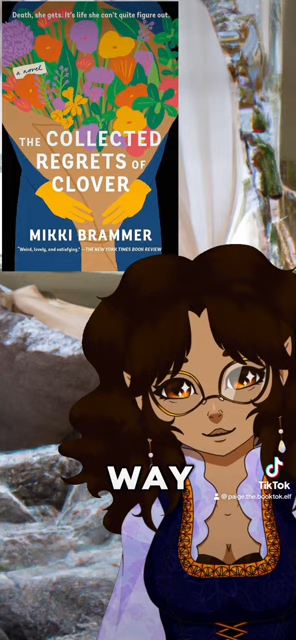 Death, she gets. It's life she can't quite figure out.
a novel
THE COLLECTED
REGRETS OF
CLOVER
MIKKI BRAMMER
"Weird, lovely, and satisfying." —THE NEW YORK TIMES BOOK REVIEW
WAY
TikTok
@ paige.the.booktok.elf